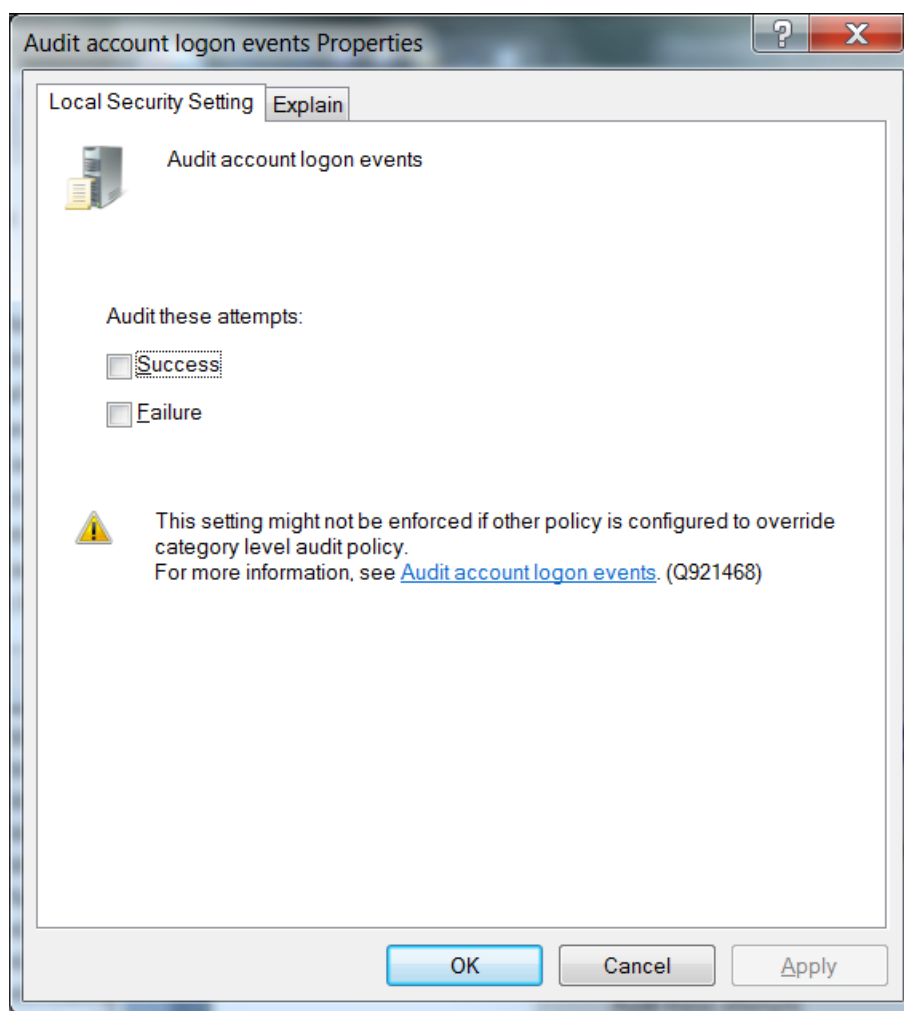 Audit account logon events Properties
Local Security Setting Explain
Audit account logon events
Audit these attempts:
Success
Failure
This setting might not be enforced if other policy is configured to override
category level audit policy.
For more information, see Audit account logon events. (Q921468)
OK Cancel Apply